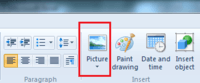 Picture
Paint
drawing
Date and
time
Insert
object
Paragraph
Insert